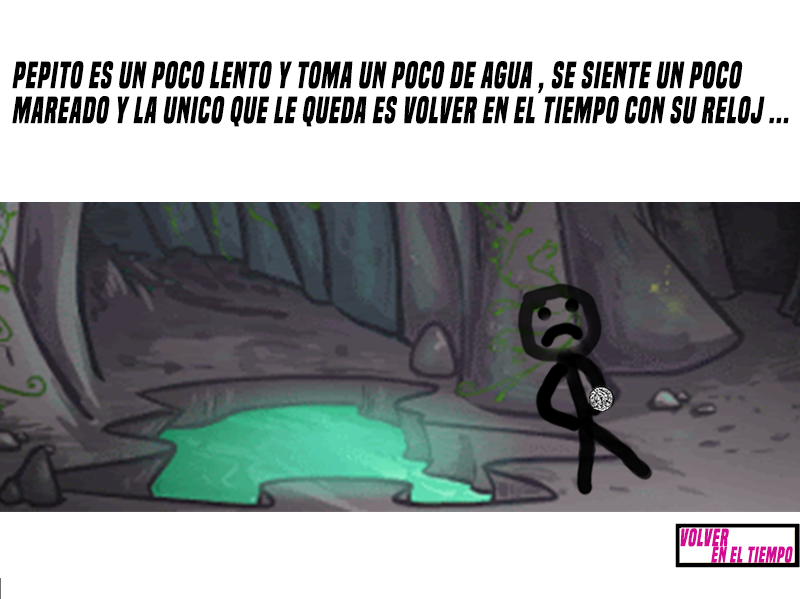 PEPITO ES UN POCO LENTO Y TOMA UN POCO DE AGUA , SE SIENTE UN POCO
MAREADO Y LA UNICO QUE LE QUEDA ES VOLVER EN EL TIEMPO CON SU RELOJ ...
VOLVER
EN EL TIEMPO